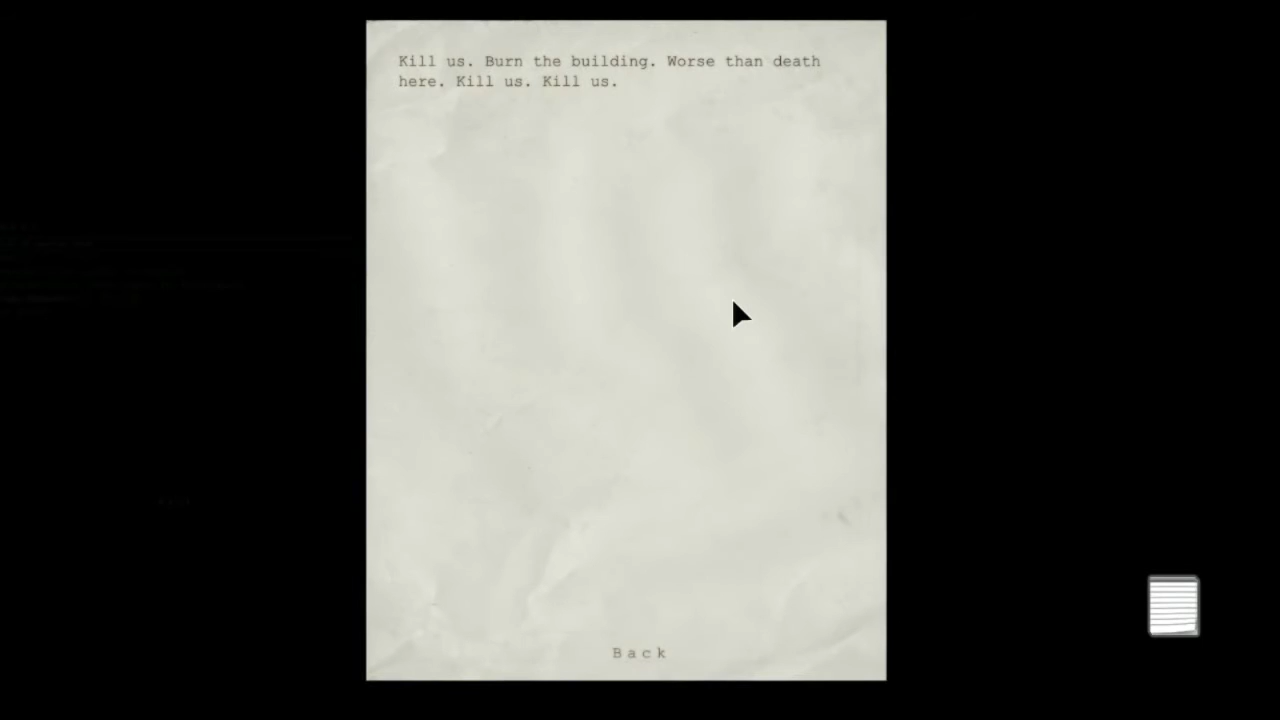 Kill us. Burn the building. Worse than death
here. Kill us. Kill us.
Back